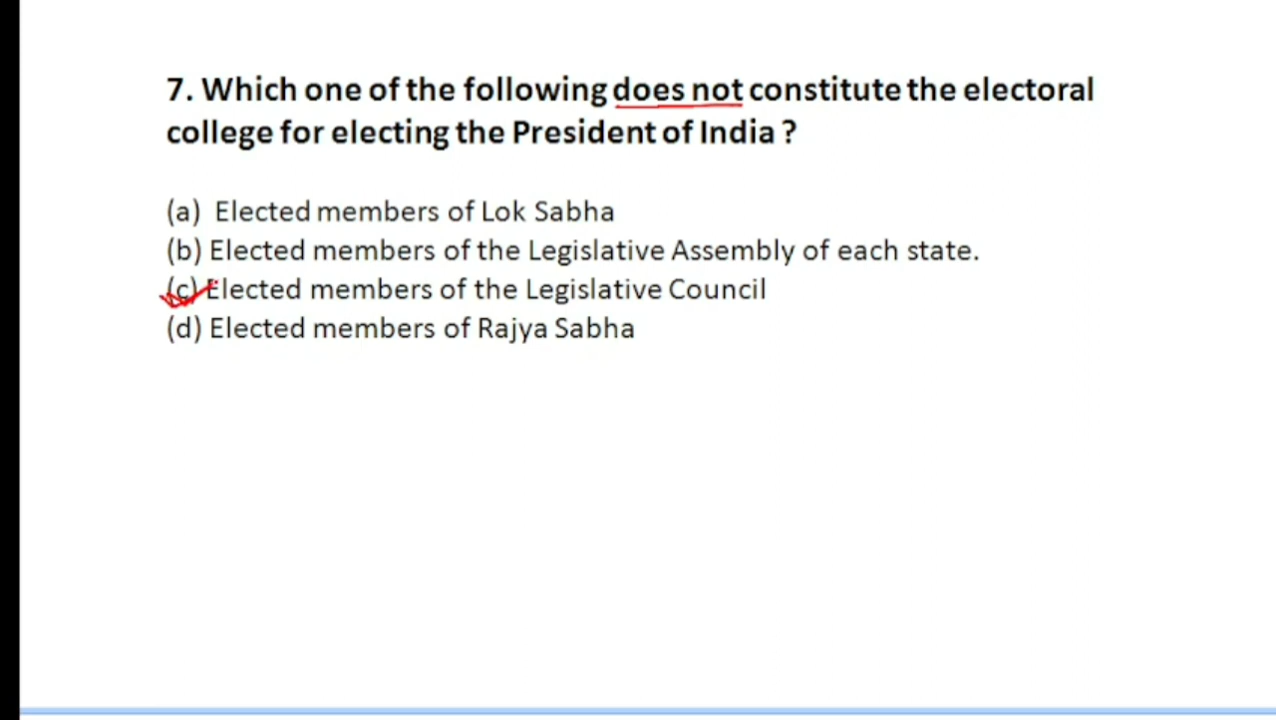 7. Which one of the following does not constitute the electoral
college for electing the President of India ?
(a) Elected members of Lok Sabha
(b) Elected members of the Legislative Assembly of each state.
(c) Elected members of the Legislative Council
(d) Elected members of Rajya Sabha